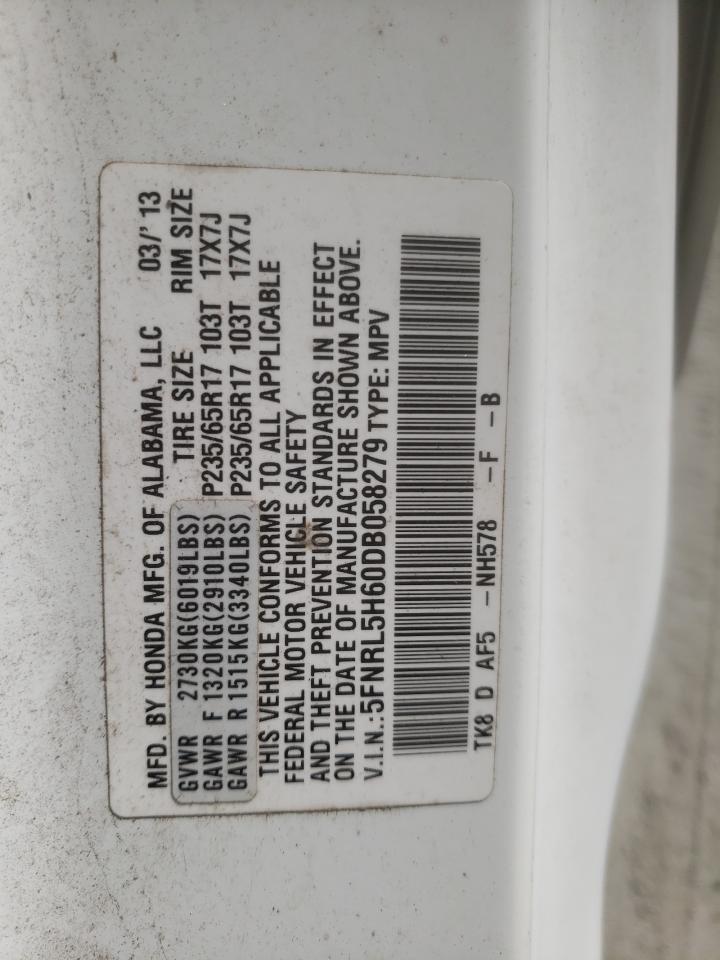 MFD. BY HONDA MFG. OF ALABAMA, LLC 03/' 13
GVWR 2730KG(6019LBS) TIRE SIZE RIM SIZE
GAWR F 1320KG(2910LBS) P235/65R17 103T 17X7J
GAWR R 1515KG(3340LBS) P235/65R17 103T 17X7J
THIS VEHICLE CONFORMS TO ALL APPLICABLE
FEDERAL MOTOR VEHICLE SAFETY
AND THEFT PREVENTION STANDARDS IN EFFECT
ON THE DATE OF MANUFACTURE SHOWN ABOVE.
V.I.N.:5FNRL5H60DB058279 TYPE: MPV
TK8 D AF5 -NH578 -F -B